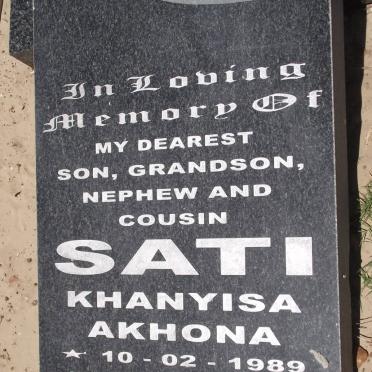 In Loving
Memory Of
MY DEAREST
SON, GRANDSON,
NEPHEW AND
COUSIN
SATI
KHANYISA
AKHONA
★ 10 - 02 - 1989